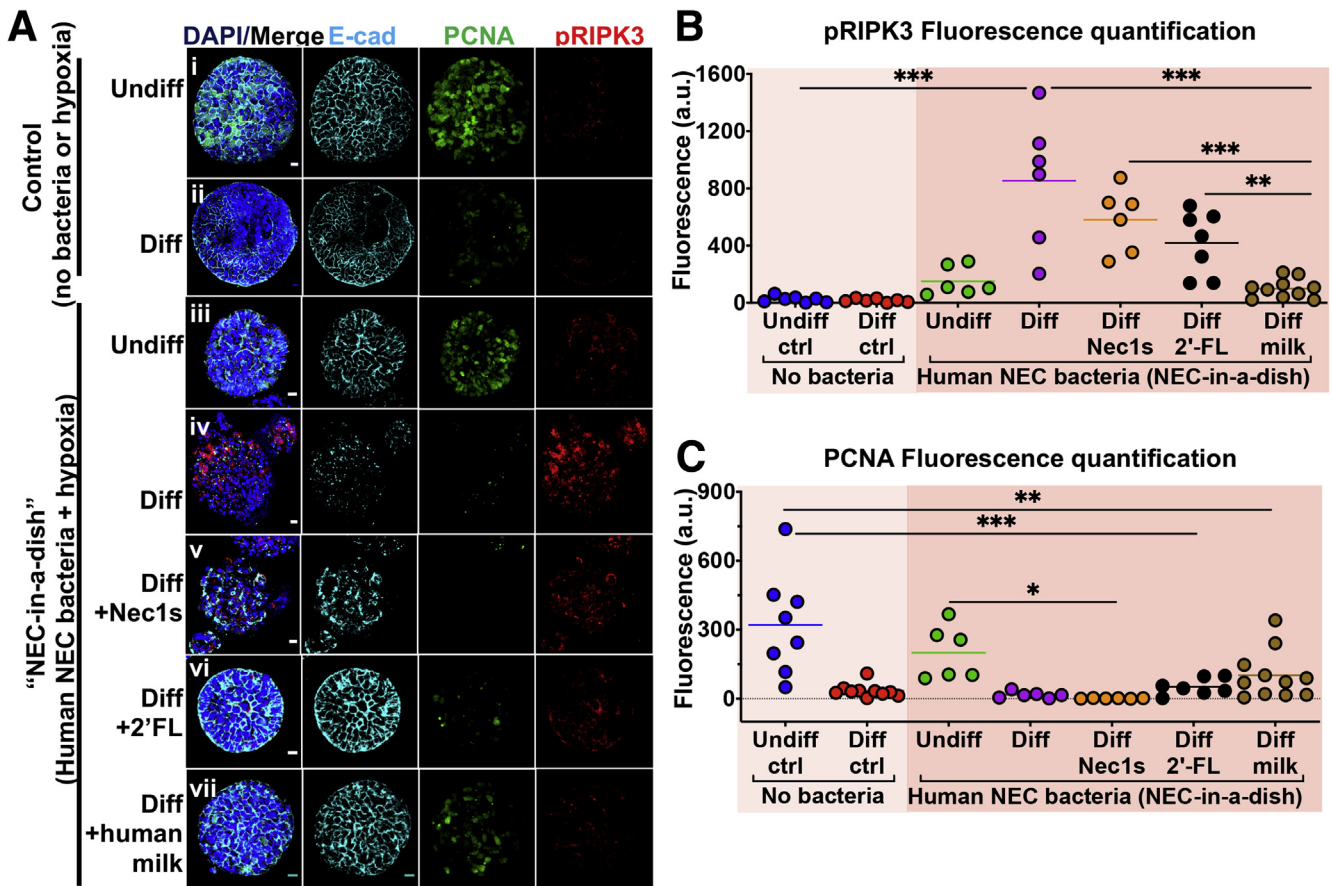 A
DAPI/Merge E-cad PCNA pRIPK3
Control
(no bacteria or hypoxia)
Undiff
i
Diff
ii
“NEC-in-a-dish”
(Human NEC bacteria + hypoxia)
Undiff
iii
Diff
iv
Diff
+Nec1s
v
Diff
+2’FL
vi
Diff
+human
milk
vii
B
pRIPK3 Fluorescence quantification
Fluorescence (a.u.)
1600
1200
800
400
0
*** ***
***
**
Undiff Diff Undiff Diff Diff Diff Diff
ctrl ctrl Nec1s 2'-FL milk
No bacteria Human NEC bacteria (NEC-in-a-dish)
C
PCNA Fluorescence quantification
Fluorescence (a.u.)
900
600
300
0
**
***
*
Undiff Diff Undiff Diff Diff Diff Diff
ctrl ctrl Nec1s 2'-FL milk
No bacteria Human NEC bacteria (NEC-in-a-dish)